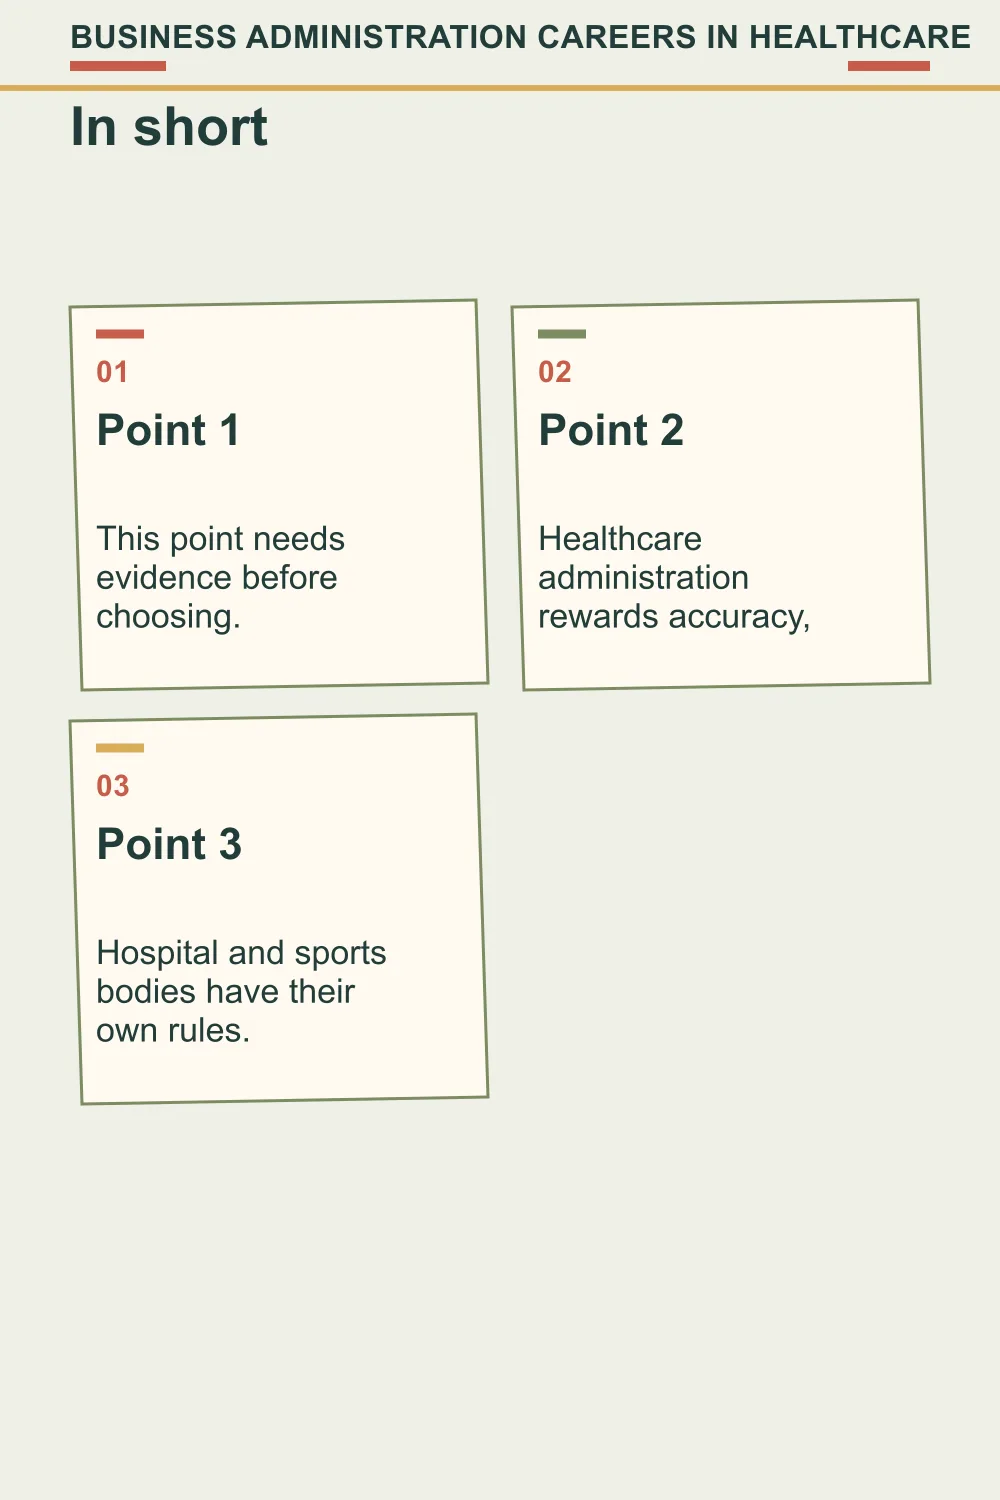 BUSINESS ADMINISTRATION CAREERS IN HEALTHCARE
In short
01
Point 1
This point needs
evidence before
choosing.
02
Point 2
Healthcare
administration
rewards accuracy,
03
Point 3
Hospital and sports
bodies have their
own rules.